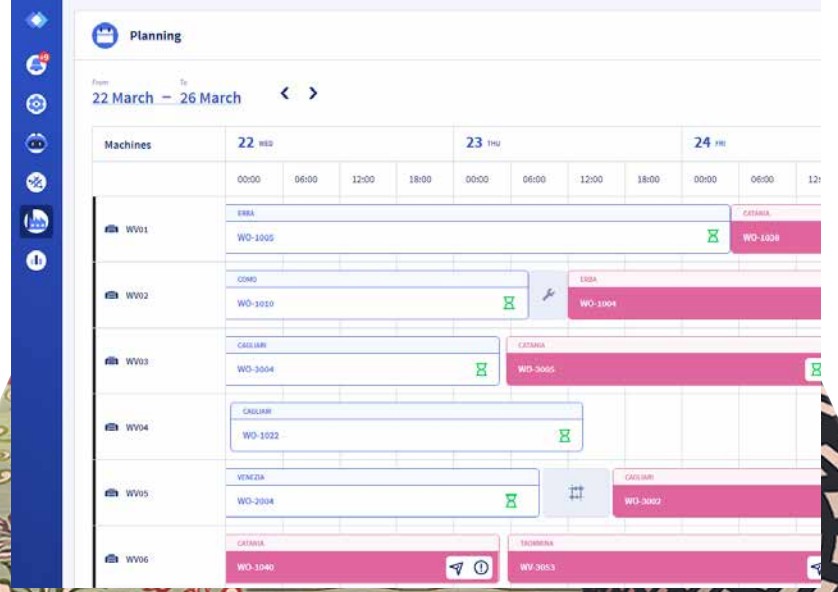 +9
Planning
From To
22 March – 26 March
Machines 22 WED 23 THU 24 FRI
00:00 06:00 12:00 18:00 00:00 06:00 12:00 18:00 00:00 06:00 12:
ERBA CATANIA
WV01 WO-1005 WO-1038
COMO ERBA
WV02 WO-1010 WO-1004
CAGLIARI CATANIA
WV03 WO-3004 WO-3005
CAGLIARI
WV04 WO-1022
VENEZIA CAGLIARI
WV05 WO-2004 WO-3002
CATANIA TAORMINA
WV06 WO-1040 WV-3053